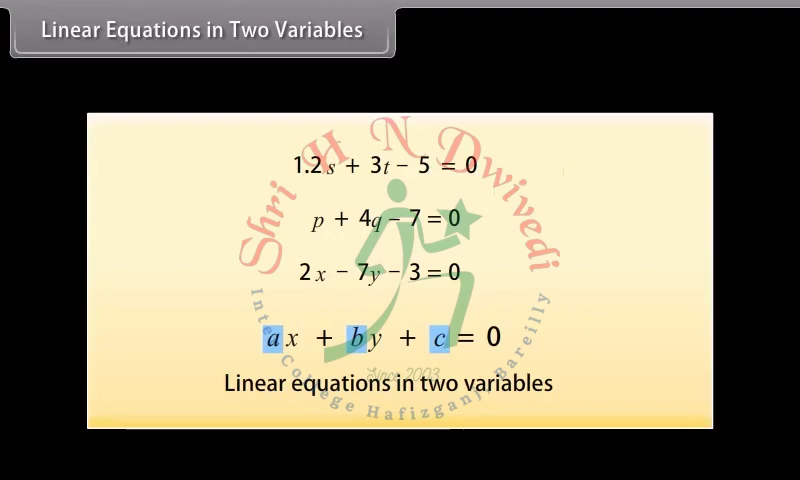 Linear Equations in Two Variables
1.2s + 3t − 5 = 0
p + 4q − 7 = 0
2x − 7y − 3 = 0
ax + by + c = 0
Linear equations in two variables
Shri H N Dwivedi
Inter College Hafizganj, Bareilly
Since 2003